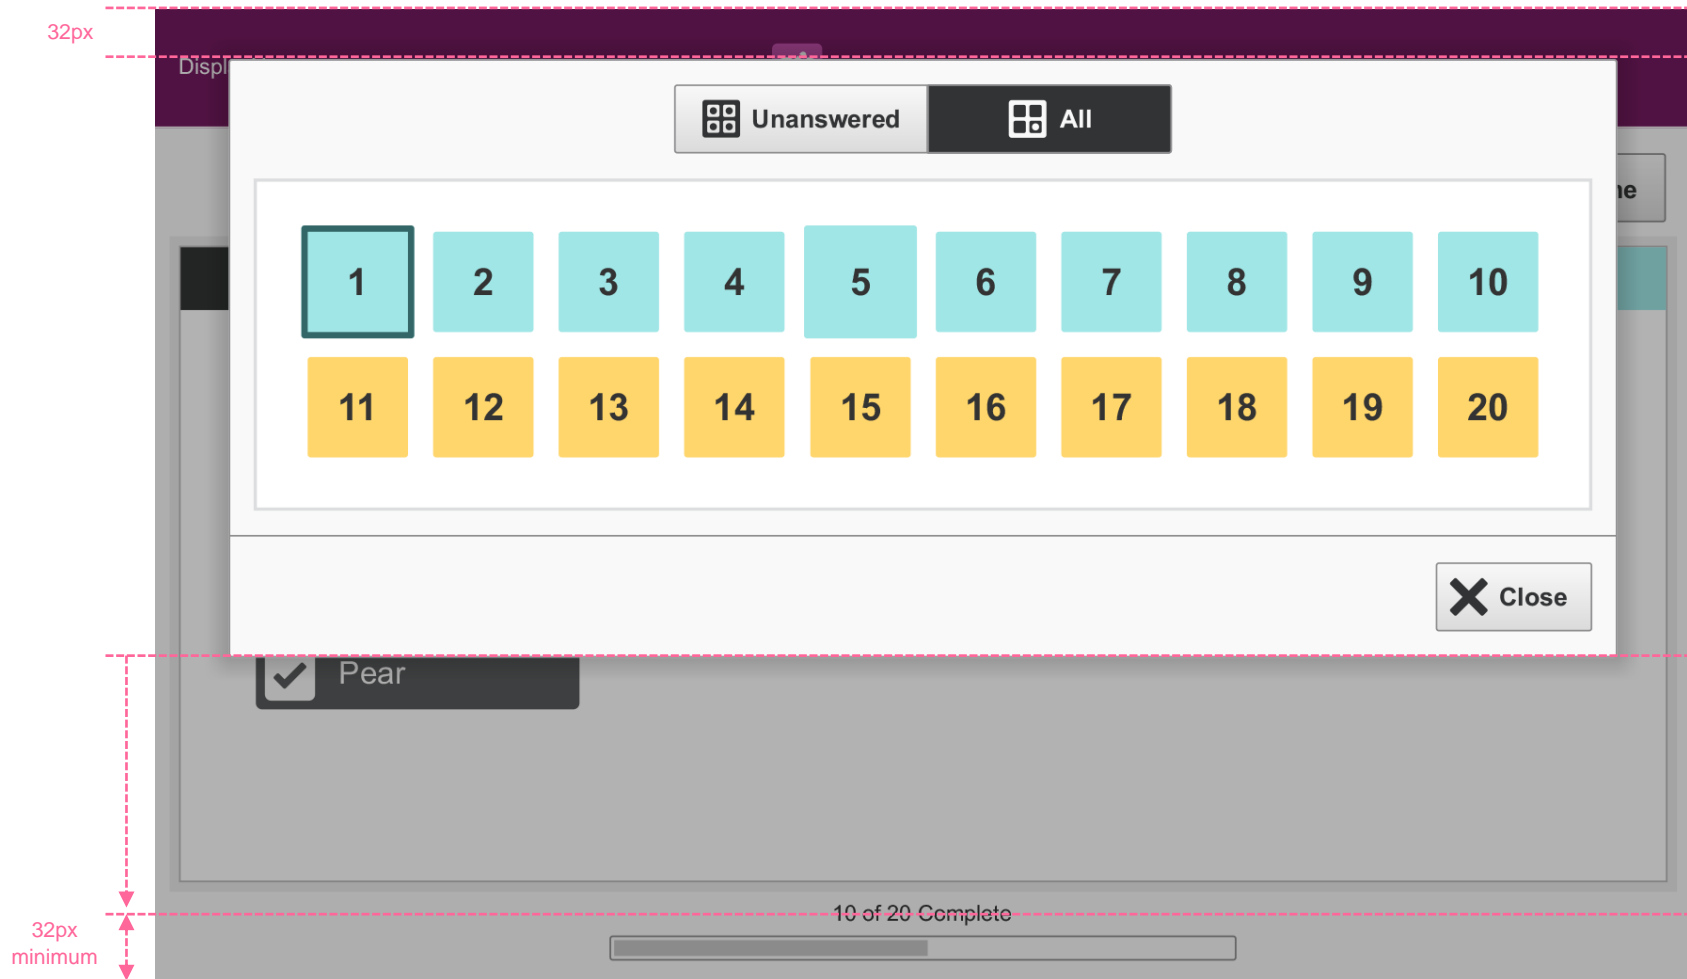 32px
Displ
Unanswered
All
ne
1 2 3 4 5 6 7 8 9 10
11 12 13 14 15 16 17 18 19 20
Close
Pear
10 of 20 Complete
32px
minimum